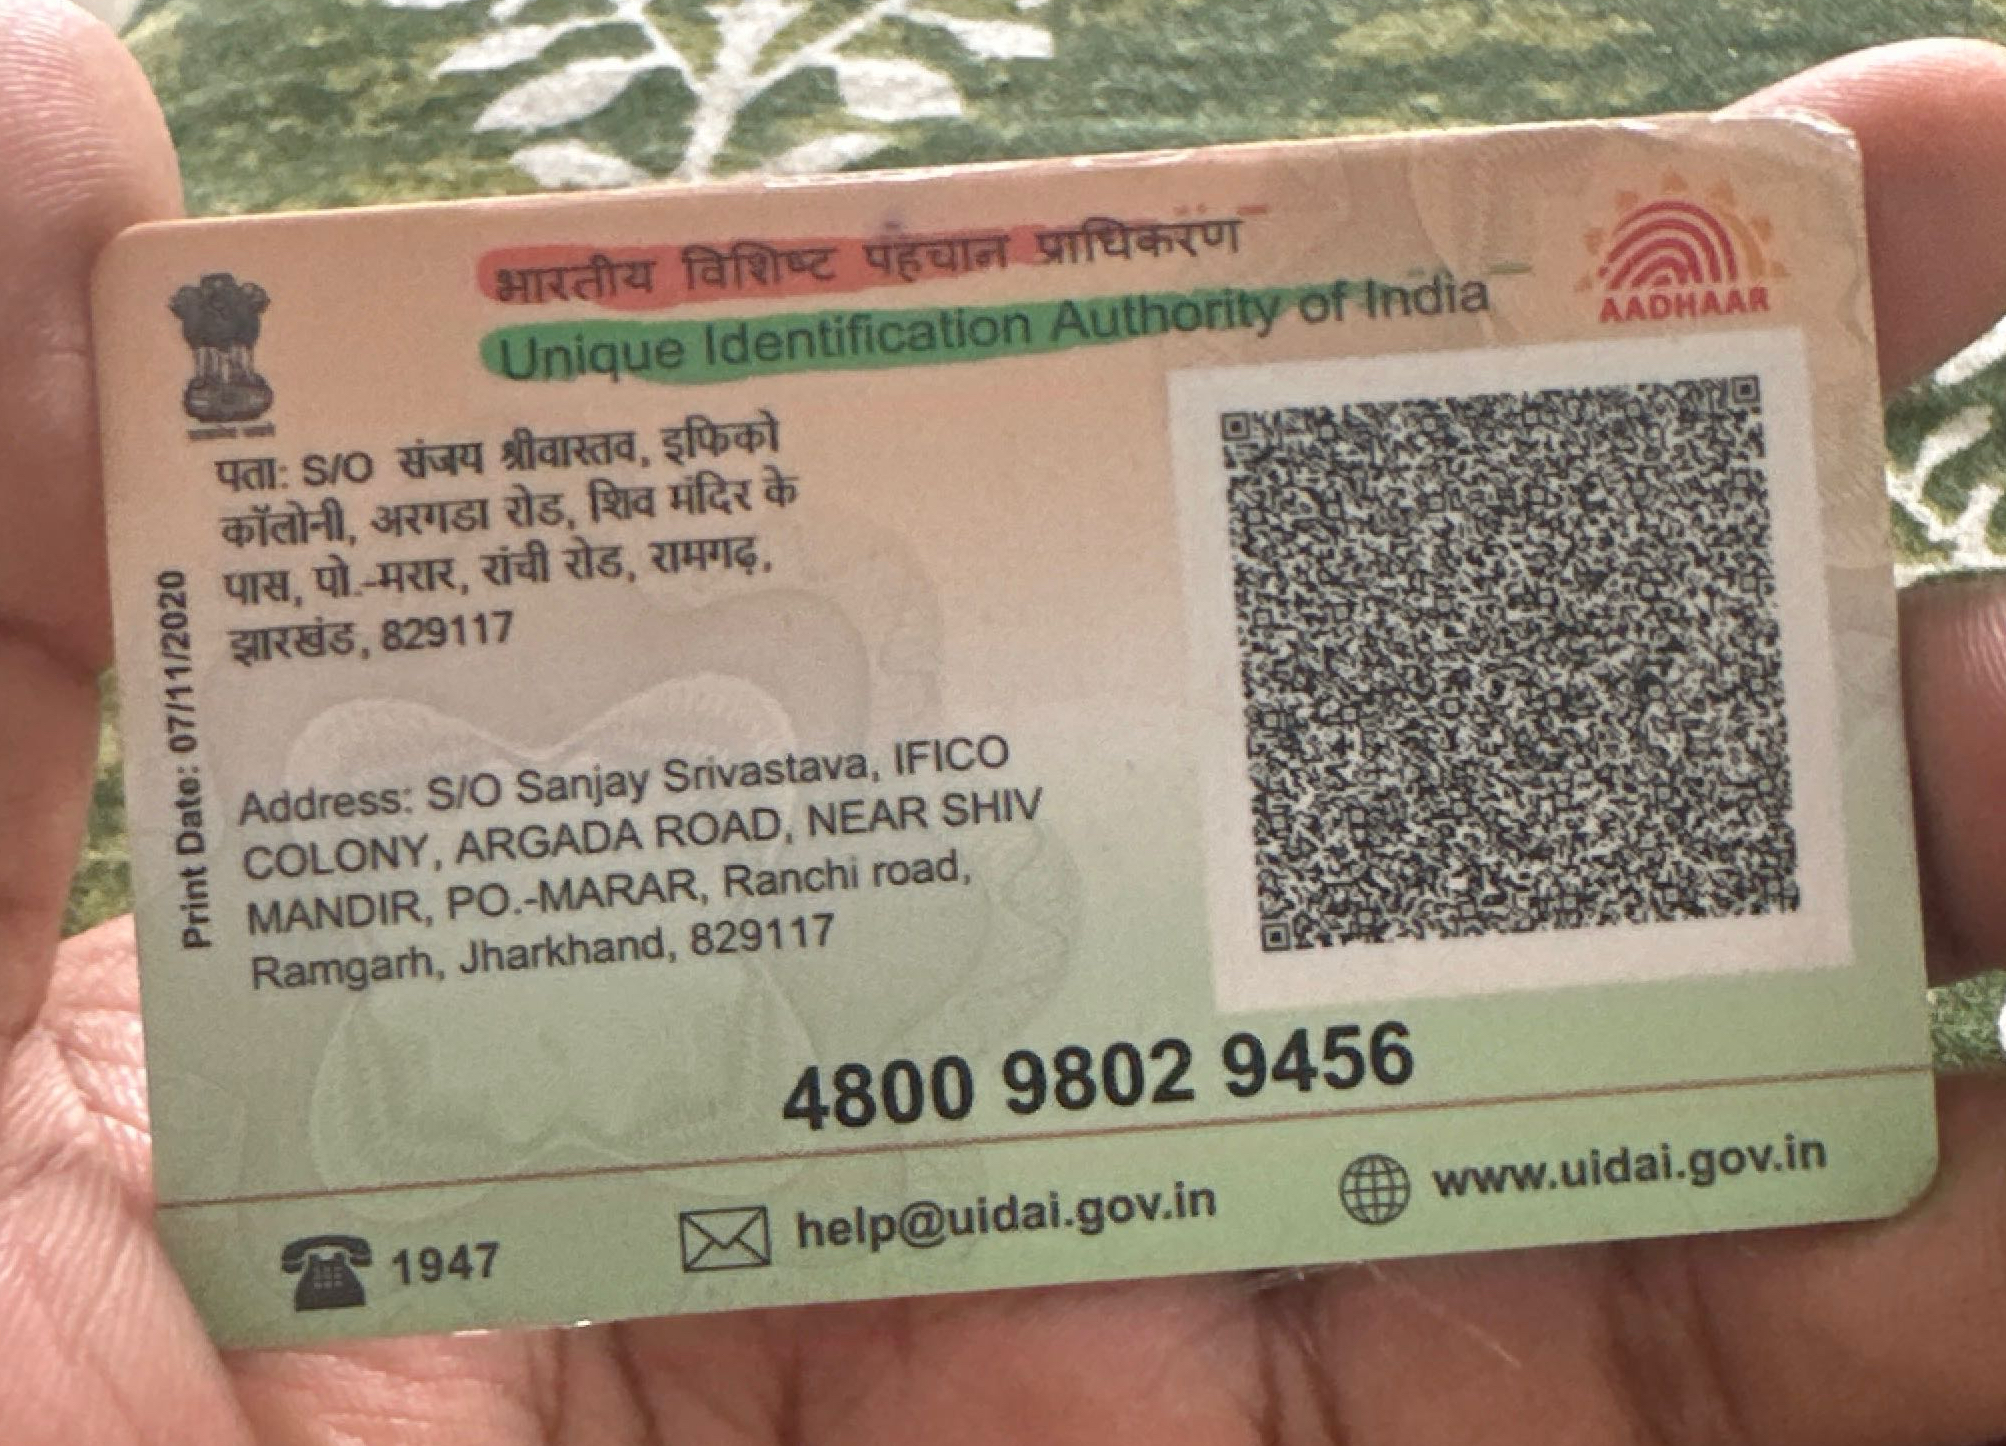 भारतीय विशिष्ट पहचान प्राधिकरण
Unique Identification Authority of India
AADHAAR
पता: S/O संजय श्रीवास्तव, इफिको
कॉलोनी, अरगडा रोड, शिव मंदिर के
पास, पो.-मरार, रांची रोड, रामगढ़,
झारखंड, 829117
Print Date: 07/11/2020
Address: S/O Sanjay Srivastava, IFICO
COLONY, ARGADA ROAD, NEAR SHIV
MANDIR, PO.-MARAR, Ranchi road,
Ramgarh, Jharkhand, 829117
4800 9802 9456
1947
help@uidai.gov.in
www.uidai.gov.in